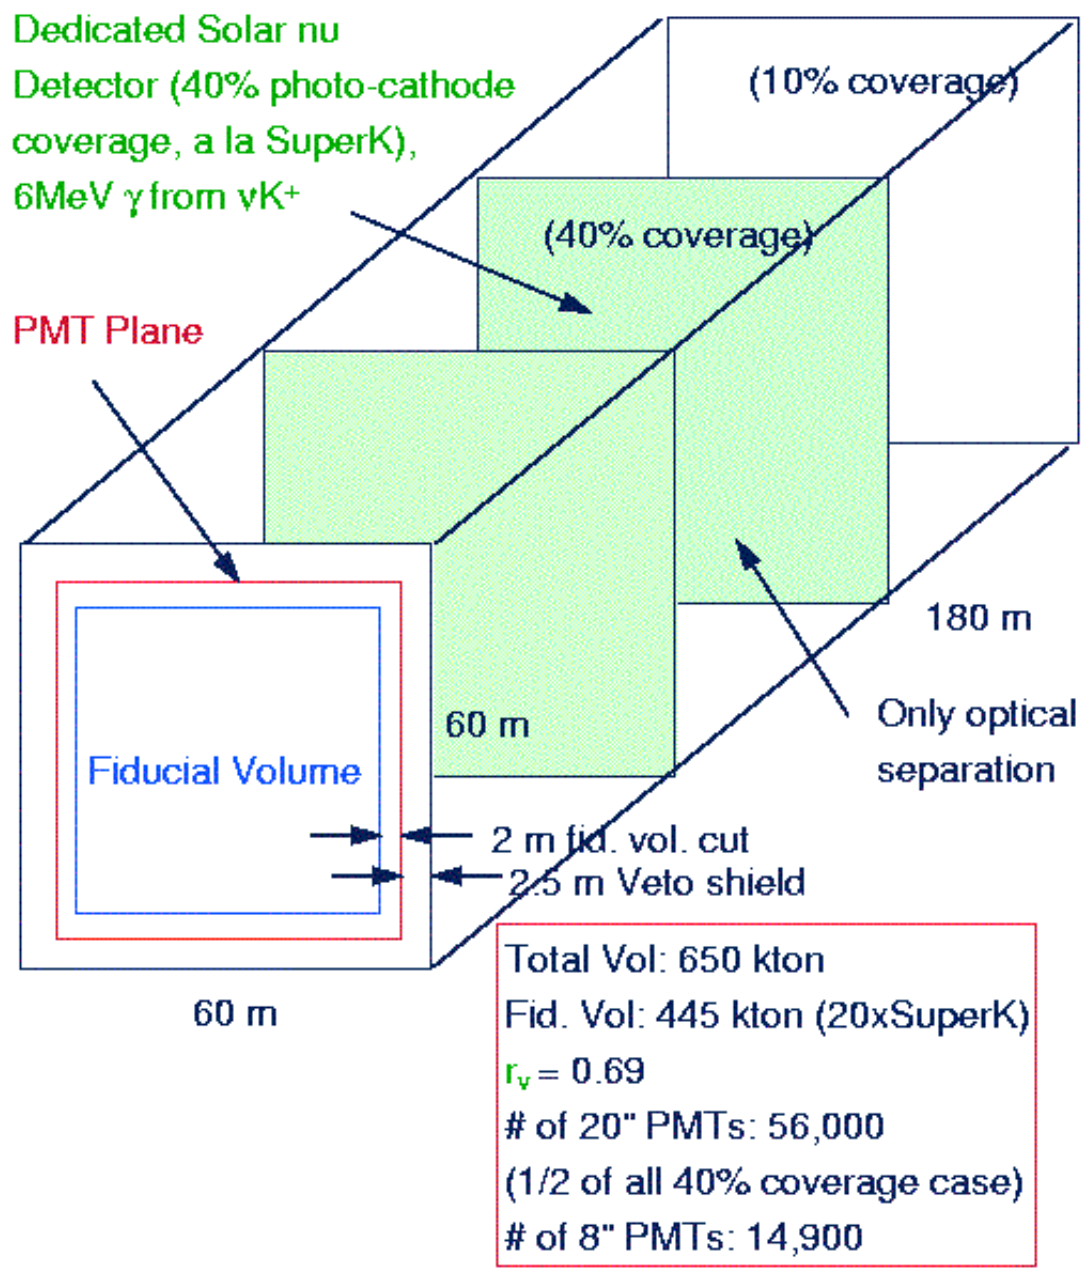 Dedicated Solar nu
Detector (40% photo-cathode
coverage, a la SuperK),
6MeV γ from νK⁺
(10% coverage)
(40% coverage)
PMT Plane
180 m
Only optical
separation
60 m
Fiducial Volume
2 m fid. vol. cut
2.5 m Veto shield
60 m
Total Vol: 650 kton
Fid. Vol: 445 kton (20xSuperK)
rᵥ = 0.69
# of 20" PMTs: 56,000
(1/2 of all 40% coverage case)
# of 8" PMTs: 14,900